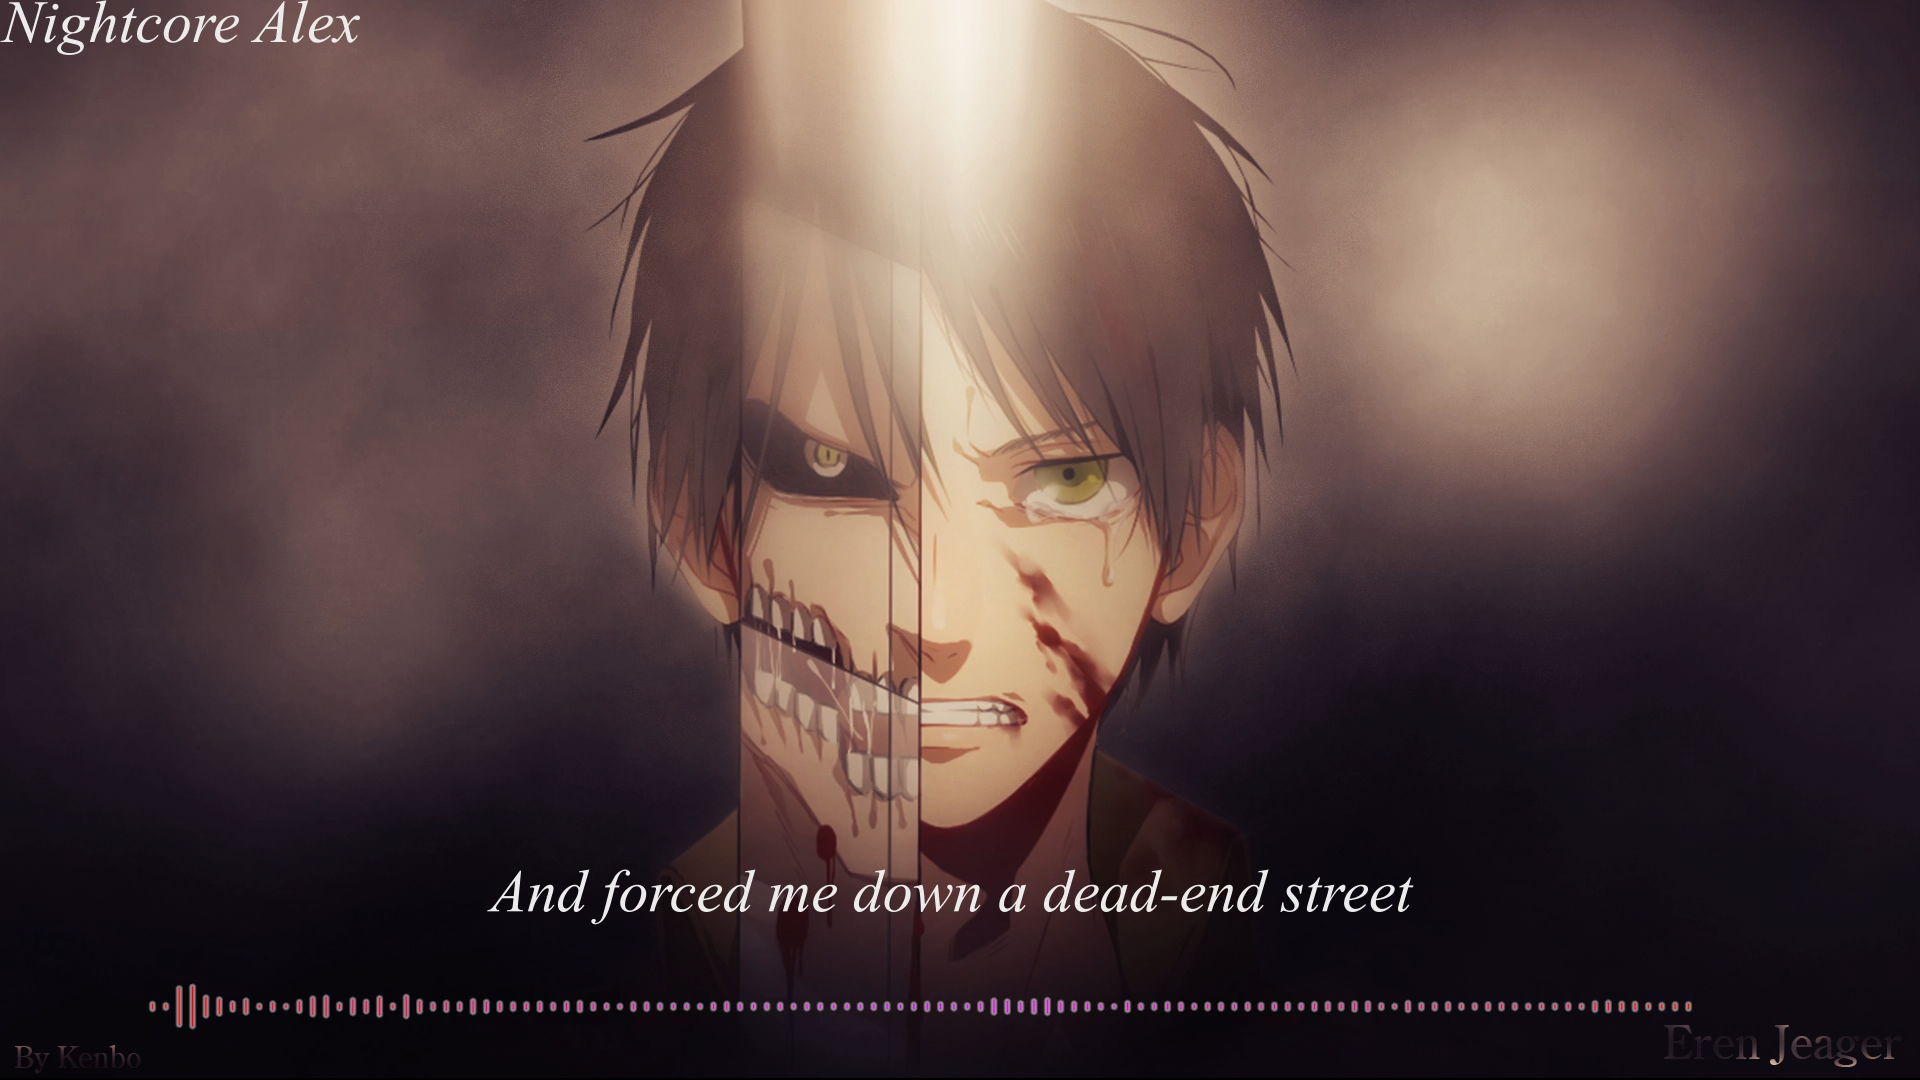 Nightcore Alex
And forced me down a dead-end street
By Kenbo
Eren Jeager